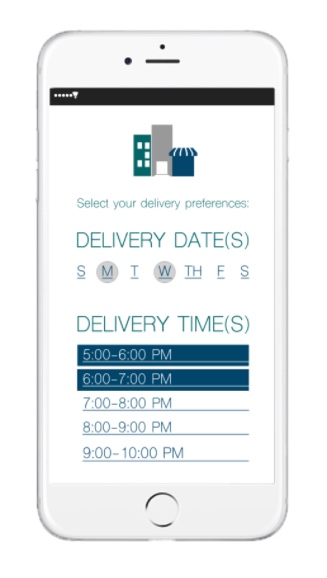 Select your delivery preferences:
DELIVERY DATE(S)
S M T W TH F S
DELIVERY TIME(S)
5:00-6:00 PM
6:00-7:00 PM
7:00-8:00 PM
8:00-9:00 PM
9:00-10:00 PM